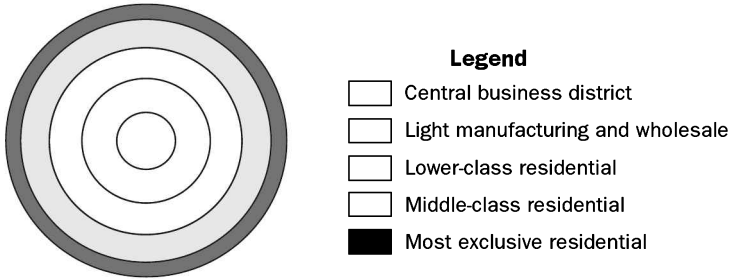 Legend
Central business district
Light manufacturing and wholesale
Lower-class residential
Middle-class residential
Most exclusive residential